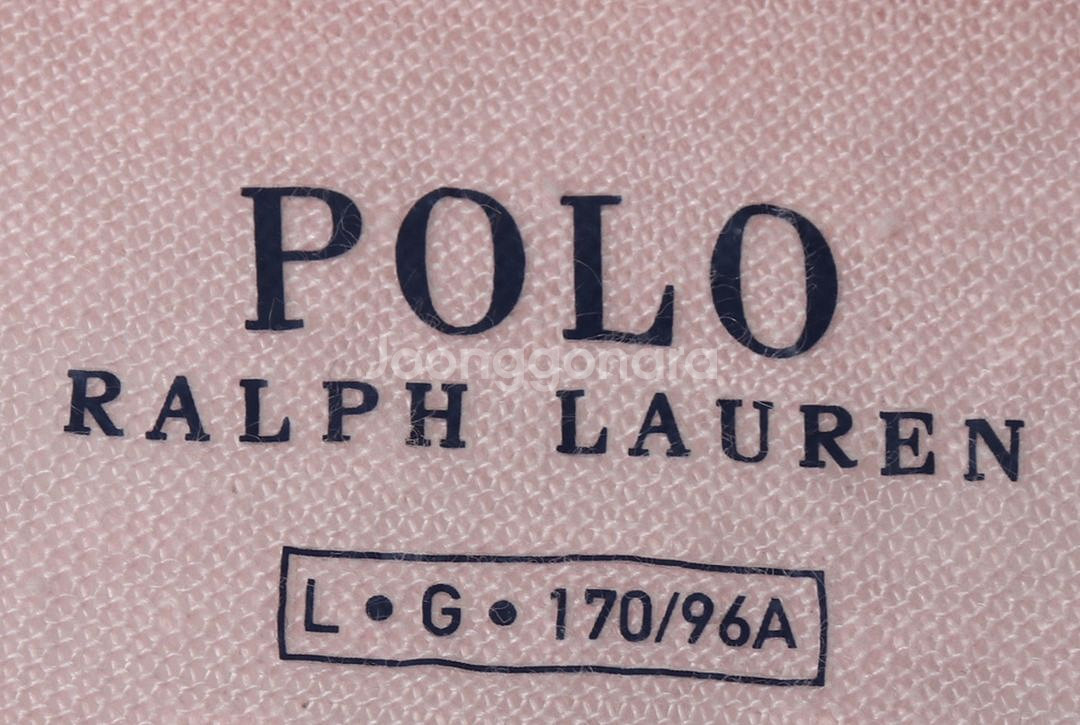 POLO
Joonggonara
RALPH LAUREN
L • G • 170/96A